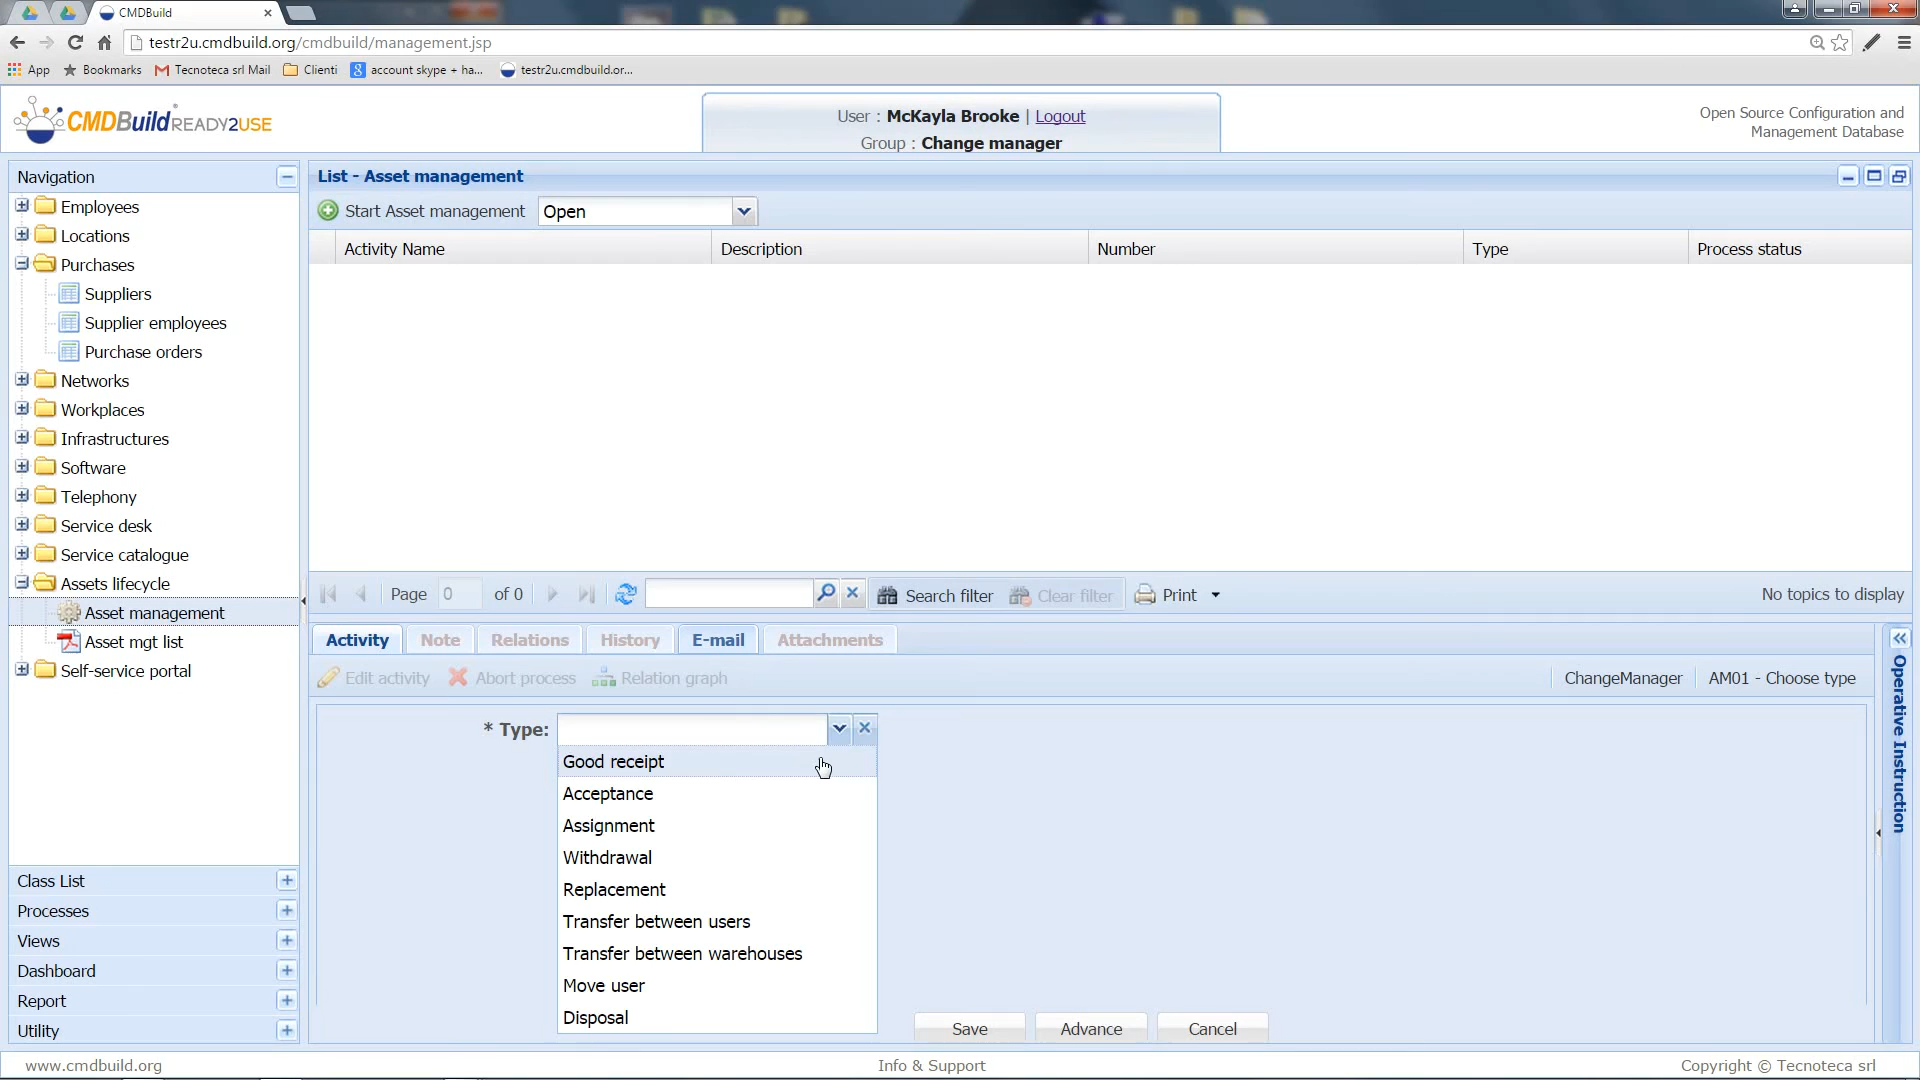 CMDBuild
testr2u.cmdbuild.org/cmdbuild/management.jsp
App Bookmarks Tecnoteca srl Mail Clienti account skype + ha... testr2u.cmdbuild.or...
CMDBuild READY2USE
User : McKayla Brooke | Logout
Group : Change manager
Open Source Configuration and
Management Database
Navigation
Employees
Locations
Purchases
Suppliers
Supplier employees
Purchase orders
Networks
Workplaces
Infrastructures
Software
Telephony
Service desk
Service catalogue
Assets lifecycle
Asset management
Asset mgt list
Self-service portal
Class List
Processes
Views
Dashboard
Report
Utility
List - Asset management
Start Asset management Open
Activity Name Description Number Type Process status
Page 0 of 0 Search filter Clear filter Print No topics to display
Activity Note Relations History E-mail Attachments
Edit activity Abort process Relation graph ChangeManager AM01 - Choose type
* Type:
Good receipt
Acceptance
Assignment
Withdrawal
Replacement
Transfer between users
Transfer between warehouses
Move user
Disposal
Save Advance Cancel
Operative Instruction
www.cmdbuild.org Info & Support Copyright © Tecnoteca srl